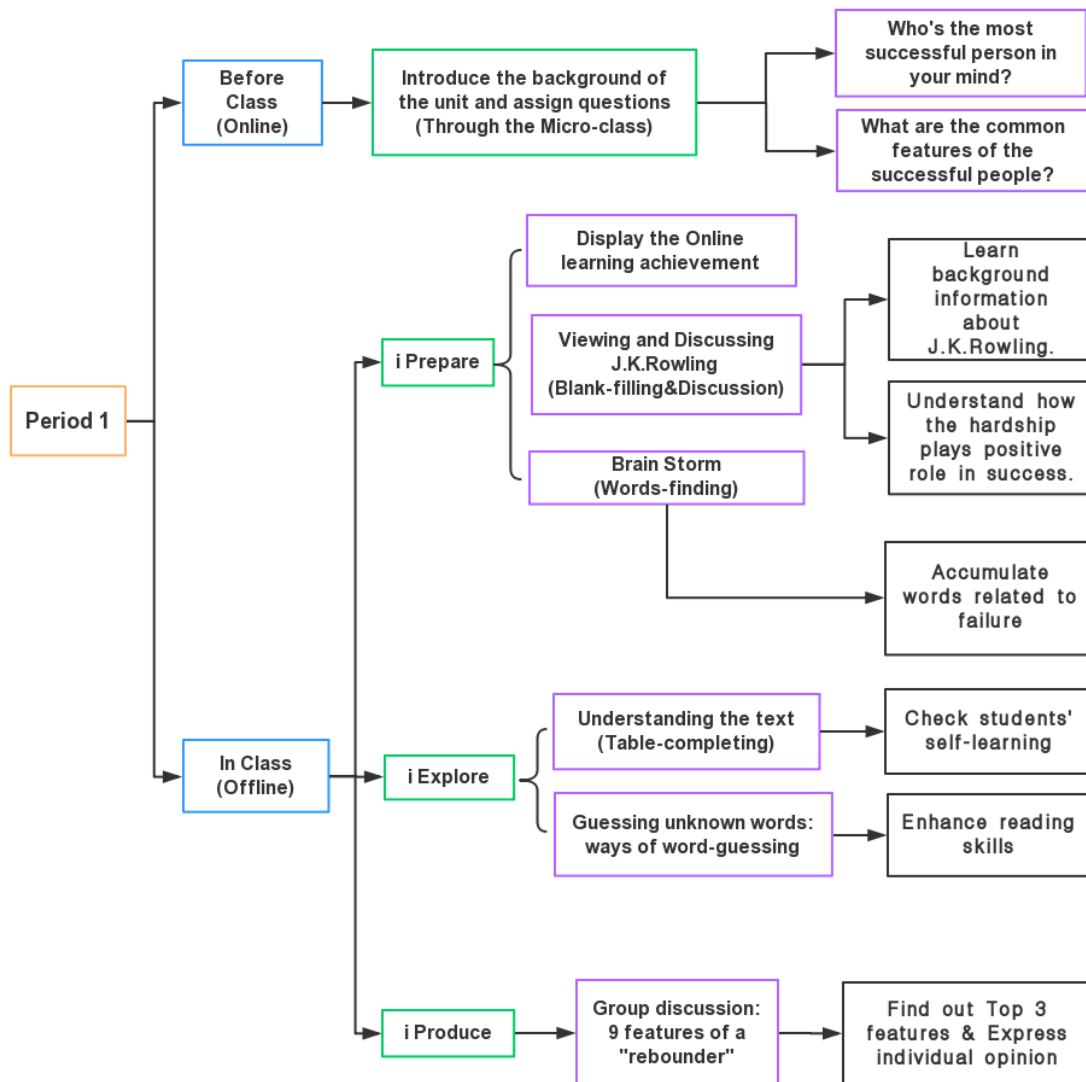 Period 1
Before
Class
(Online)
Introduce the background of
the unit and assign questions
(Through the Micro-class)
Who's the most
successful person in
your mind?
What are the common
features of the
successful people?
In Class
(Offline)
i Prepare
Display the Online
learning achievement
Viewing and Discussing
J.K.Rowling
(Blank-filling&Discussion)
Learn
background
information
about
J.K.Rowling.
Understand how
the hardship
plays positive
role in success.
Brain Storm
(Words-finding)
Accumulate
words related to
failure
i Explore
Understanding the text
(Table-completing)
Check students'
self-learning
Guessing unknown words:
ways of word-guessing
Enhance reading
skills
i Produce
Group discussion:
9 features of a
"rebounder"
Find out Top 3
features & Express
individual opinion